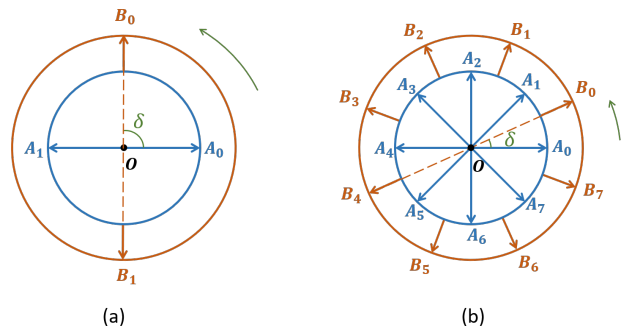 B₀
A₁ δ A₀
O
B₁
(a)
B₂ B₁
A₂
A₃ A₁
B₃ B₀
A₄ δ A₀
O
B₄ B₇
A₅ A₇
A₆
B₅ B₆
(b)